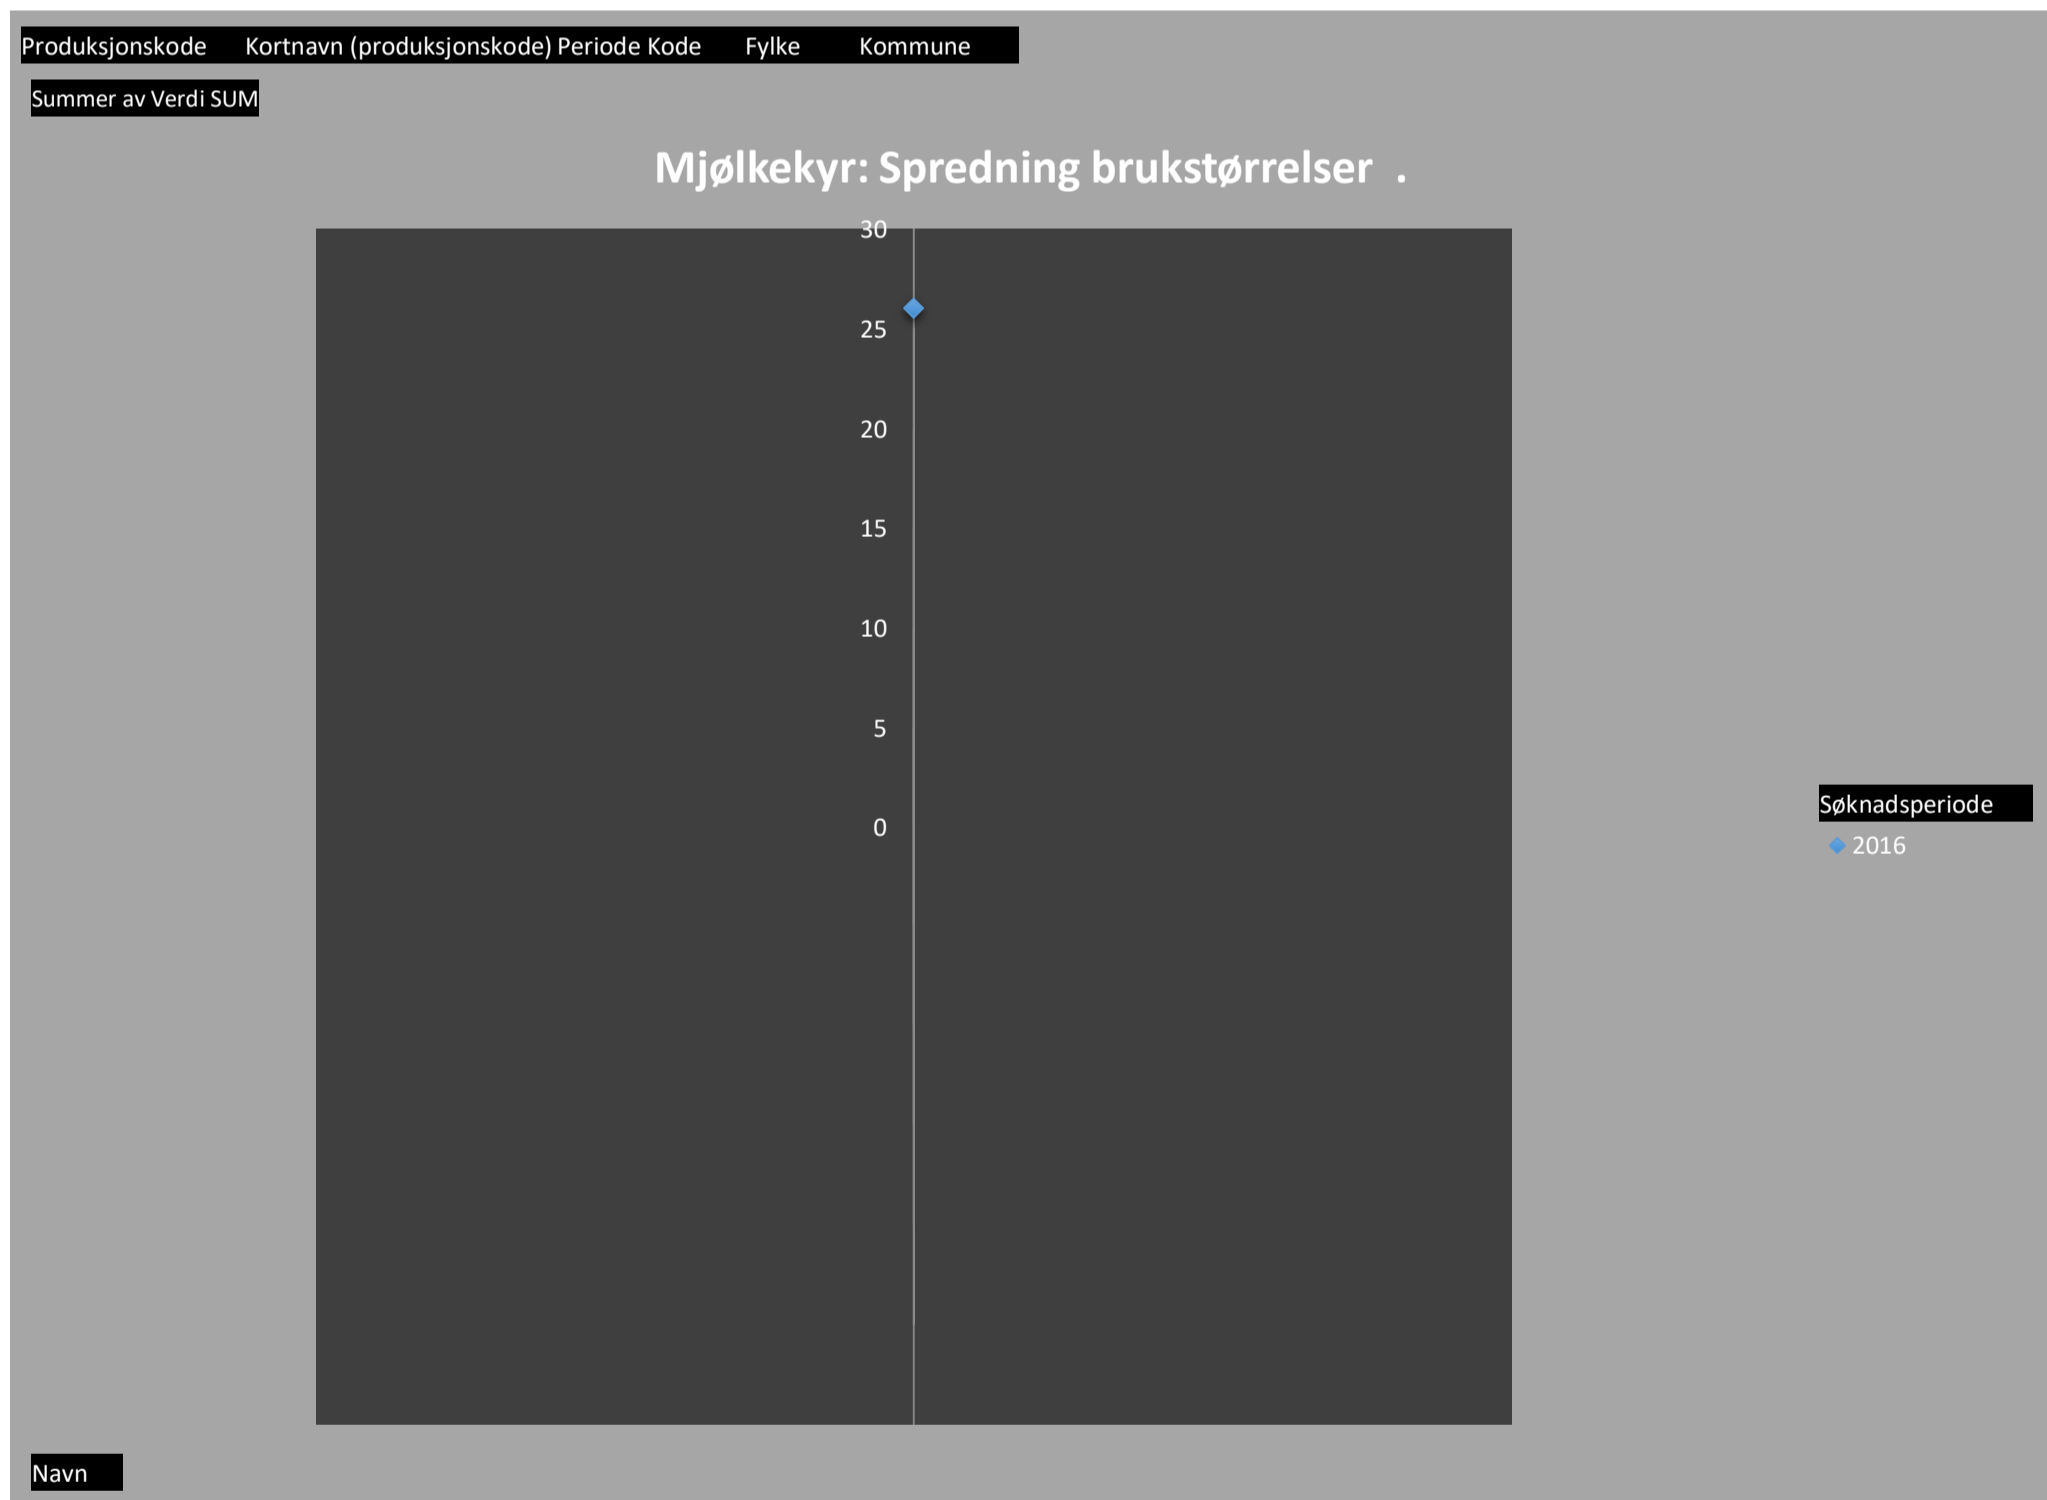 Produksjonskode Kortnavn (produksjonskode) Periode Kode Fylke Kommune
Summer av Verdi SUM
Mjølkekyr: Spredning brukstørrelser .
30
25
20
15
10
5
0
Søknadsperiode
2016
Navn